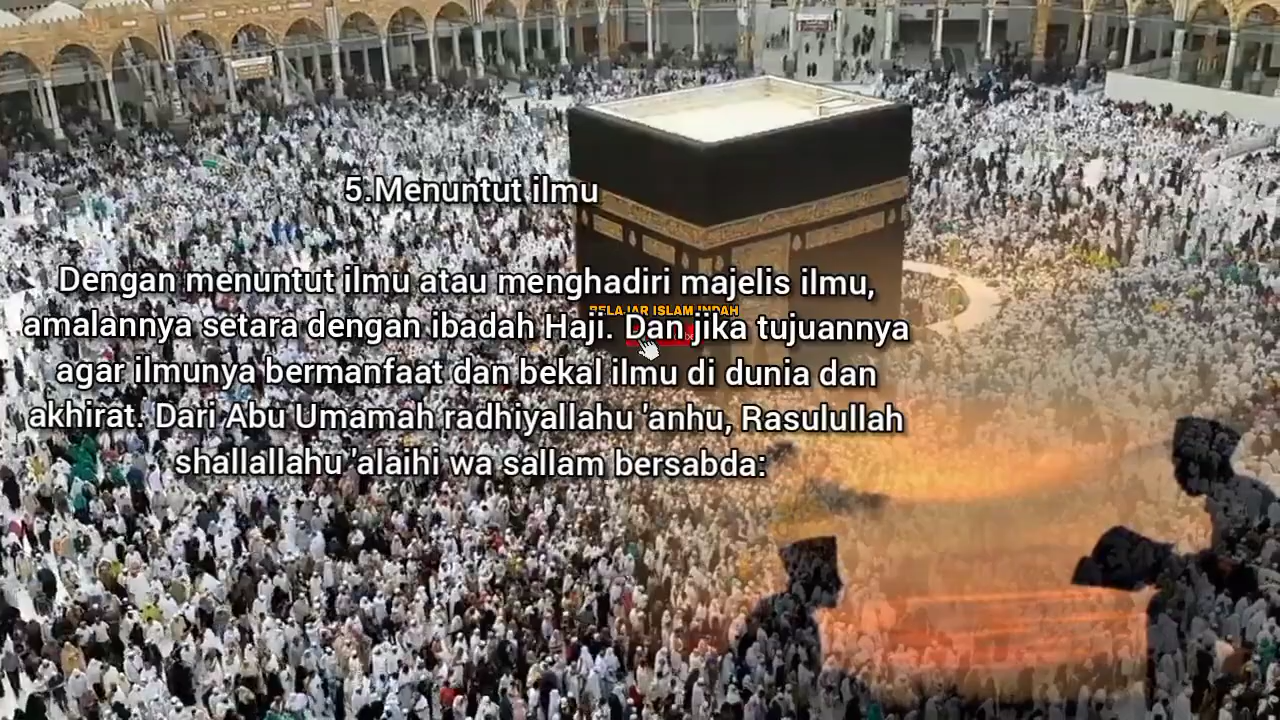 5.Menuntut ilmu
Dengan menuntut ilmu atau menghadiri majelis ilmu,
BELAJAR ISLAM INDAH
amalannya setara dengan ibadah Haji. Dan jika tujuannya
agar ilmunya bermanfaat dan bekal ilmu di dunia dan
akhirat. Dari Abu Umamah radhiyallahu 'anhu, Rasulullah
shallallahu 'alaihi wa sallam bersabda: